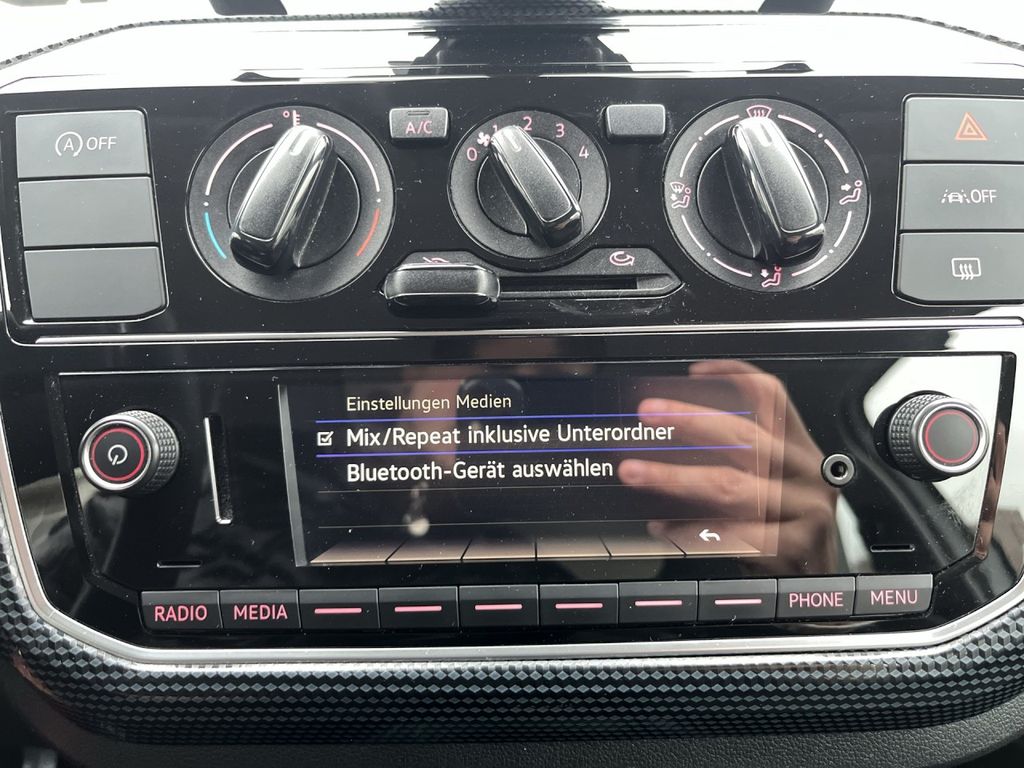 A OFF
A/C
0 1 2 3 4
OFF
Einstellungen Medien
Mix/Repeat inklusive Unterordner
Bluetooth-Gerät auswählen
RADIO MEDIA PHONE MENU